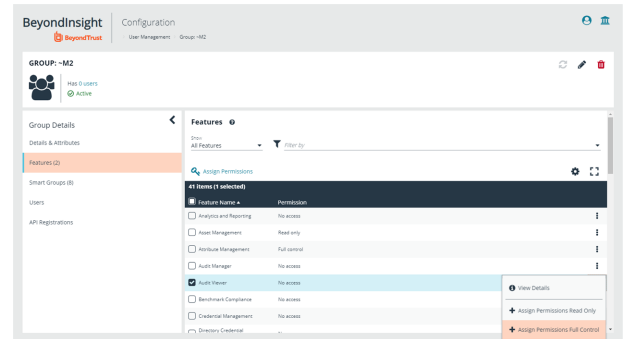 BeyondInsight
BeyondTrust
Configuration
User Management
Group: ~M2
GROUP: ~M2
Has 0 users
Active
Group Details
Details & Attributes
Features (2)
Smart Groups (8)
Users
API Registrations
Features
Show
All Features
Filter by
Assign Permissions
41 items (1 selected)
Feature Name Permission
Analytics and Reporting No access
Asset Management Read only
Attribute Management Full control
Audit Manager No access
Audit Viewer No access
Benchmark Compliance No access
Credential Management No access
Directory Credential
View Details
Assign Permissions Read Only
Assign Permissions Full Control